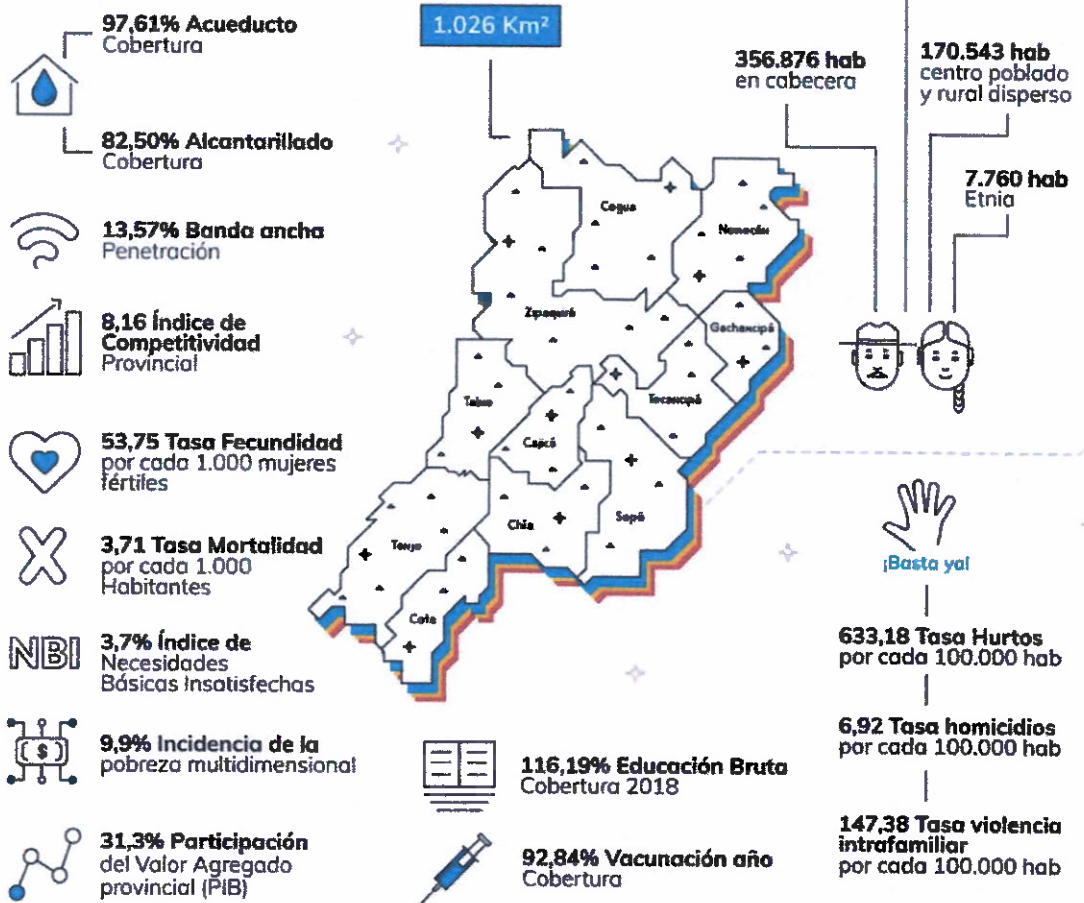 97,61% Acueducto
Cobertura
82,50% Alcantarillado
Cobertura
13,57% Banda ancha
Penetración
8,16 Índice de
Competitividad
Provincial
53,75 Tasa Fecundidad
por cada 1.000 mujeres
fértiles
3,71 Tasa Mortalidad
por cada 1.000
Habitantes
NBI
3,7% Índice de
Necesidades
Básicas Insatisfechas
$
9,9% Incidencia de la
pobreza multidimensional
31,3% Participación
del Valor Agregado
provincial (PIB)
1.026 Km²
Cogua
Nemocón
Zipaquirá
Gachancipá
Tabio
Tocancipá
Cajicá
Chía
Sopó
Tenjo
Cota
116,19% Educación Bruta
Cobertura 2018
92,84% Vacunación año
Cobertura
356.876 hab
en cabecera
170.543 hab
centro poblado
y rural disperso
7.760 hab
Etnia
¡Basta ya!
633,18 Tasa Hurtos
por cada 100.000 hab
6,92 Tasa homicidios
por cada 100.000 hab
147,38 Tasa violencia
intrafamiliar
por cada 100.000 hab